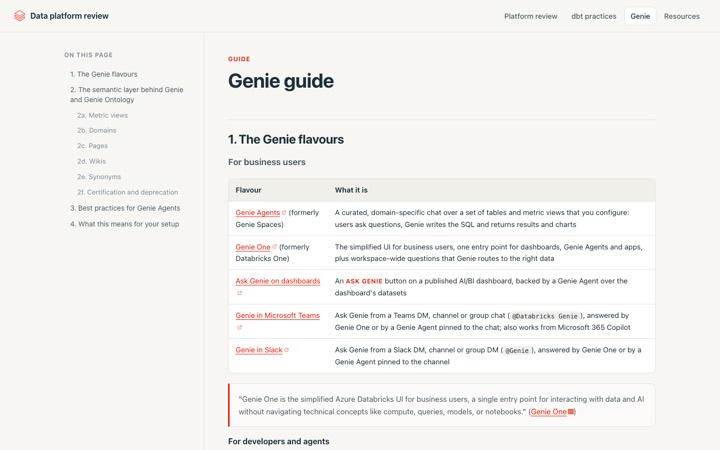 Data platform review
Platform review
dbt practices
Genie
Resources
ON THIS PAGE
1. The Genie flavours
2. The semantic layer behind Genie
and Genie Ontology
2a. Metric views
2b. Domains
2c. Pages
2d. Wikis
2e. Synonyms
2f. Certification and deprecation
3. Best practices for Genie Agents
4. What this means for your setup
GUIDE
Genie guide
1. The Genie flavours
For business users
Flavour
What it is
Genie Agents (formerly
Genie Spaces)
A curated, domain-specific chat over a set of tables and metric views that you configure:
users ask questions, Genie writes the SQL and returns results and charts
Genie One (formerly
Databricks One)
The simplified UI for business users, one entry point for dashboards, Genie Agents and apps,
plus workspace-wide questions that Genie routes to the right data
Ask Genie on dashboards
An ASK GENIE button on a published AI/BI dashboard, backed by a Genie Agent over the
dashboard's datasets
Genie in Microsoft Teams
Ask Genie from a Teams DM, channel or group chat ( @Databricks Genie ), answered by
Genie One or by a Genie Agent pinned to the chat; also works from Microsoft 365 Copilot
Genie in Slack
Ask Genie from a Slack DM, channel or group DM ( @Genie ), answered by Genie One or by a
Genie Agent pinned to the channel
"Genie One is the simplified Azure Databricks UI for business users, a single entry point for interacting with data and AI
without navigating technical concepts like compute, queries, models, or notebooks." (Genie One)
For developers and agents